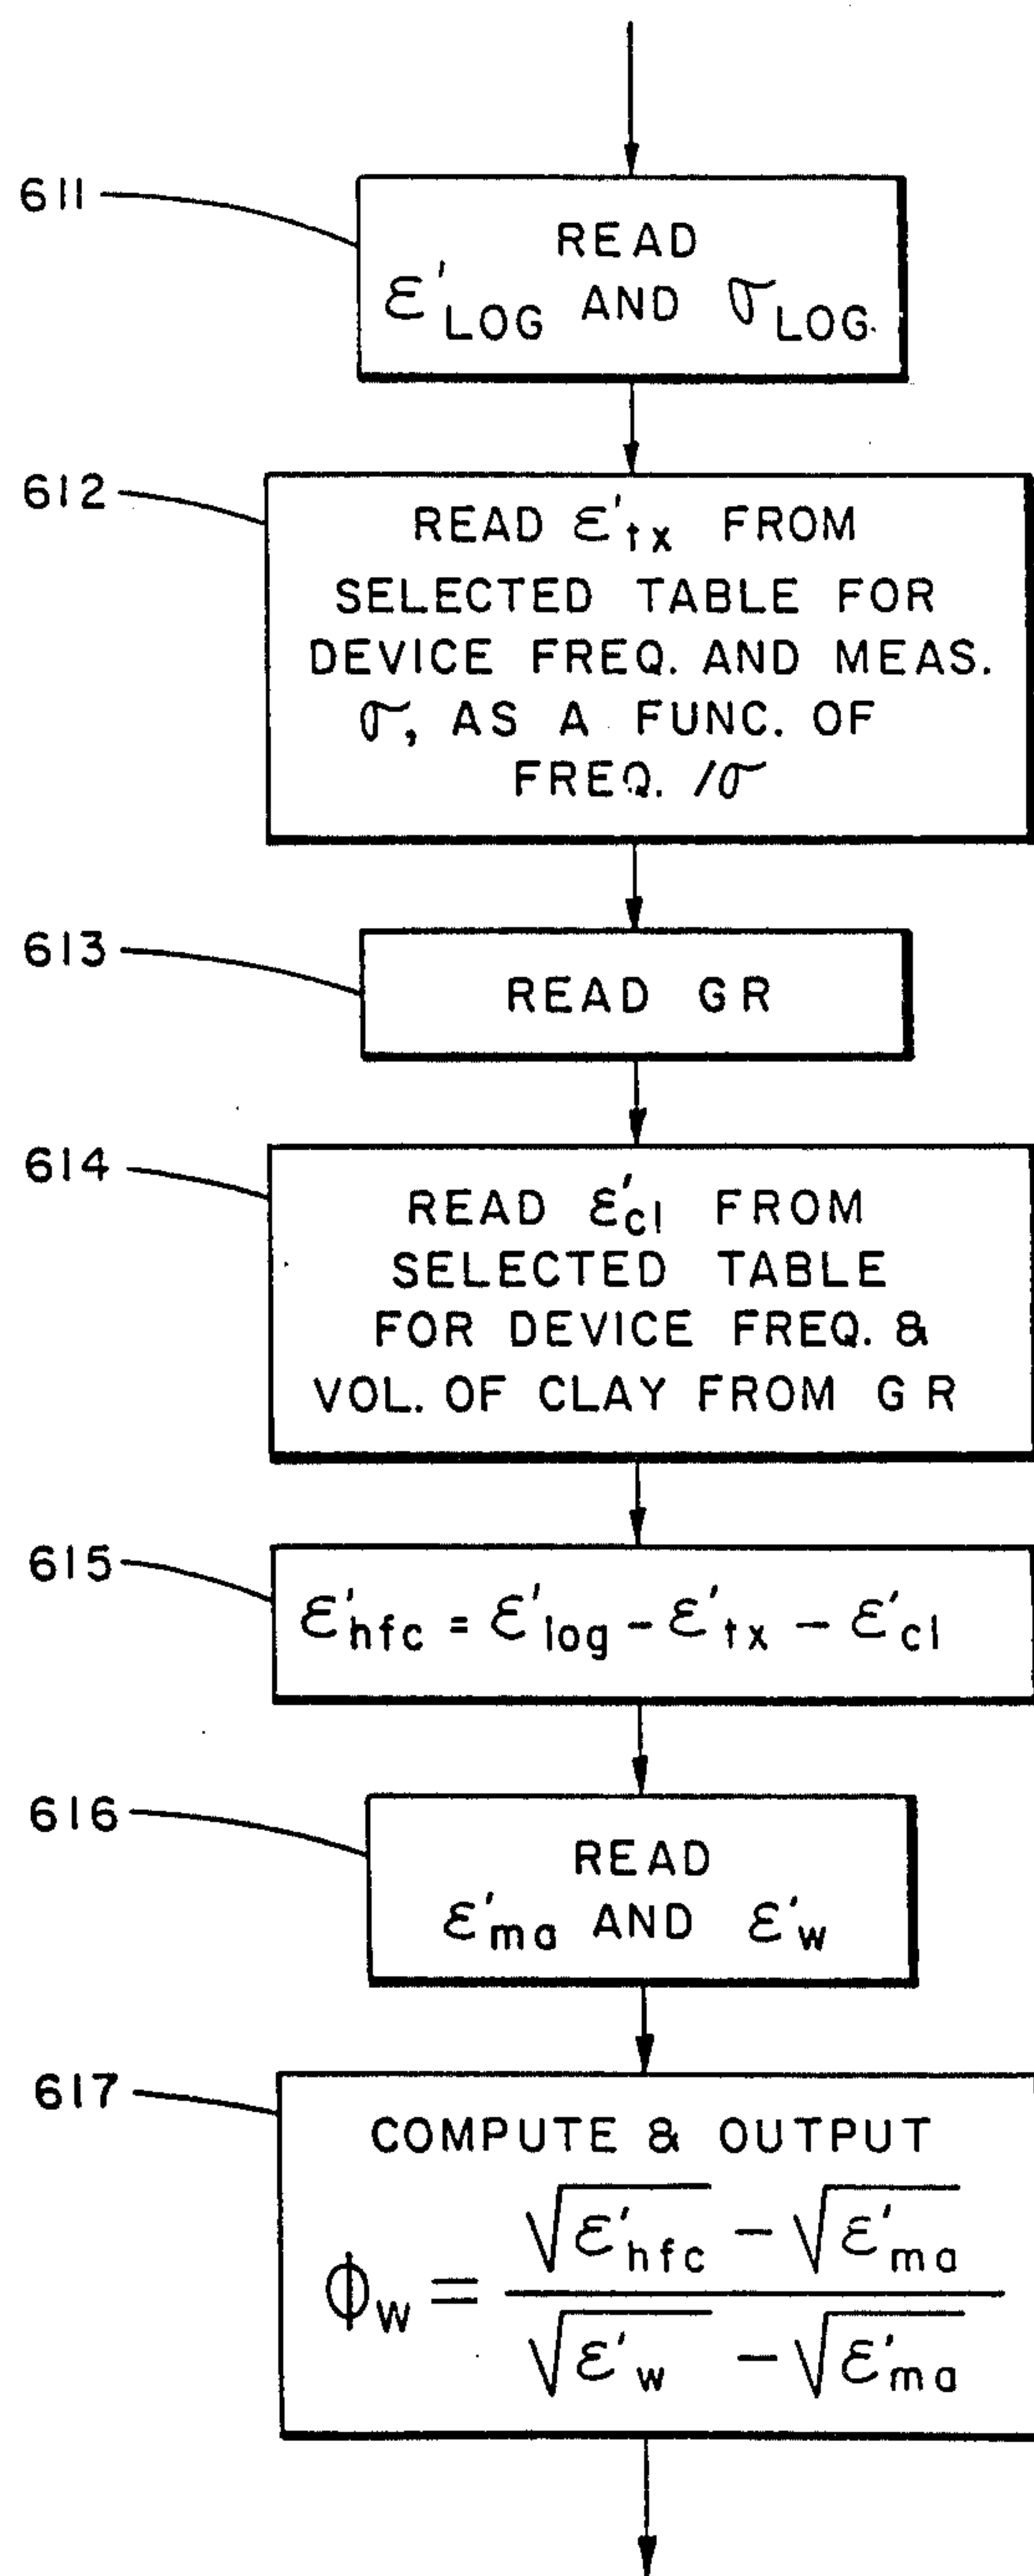 611
READ
ε'LOG AND σLOG.
612
READ ε'tx FROM
SELECTED TABLE FOR
DEVICE FREQ. AND MEAS.
σ, AS A FUNC. OF
FREQ. /σ
613
READ GR
614
READ ε'cl FROM
SELECTED TABLE
FOR DEVICE FREQ. &
VOL. OF CLAY FROM GR
615
ε'hfc = ε'log - ε'tx - ε'cl
616
READ
ε'ma AND ε'w
617
COMPUTE & OUTPUT
ϕw = (√ε'hfc - √ε'ma) / (√ε'w - √ε'ma)